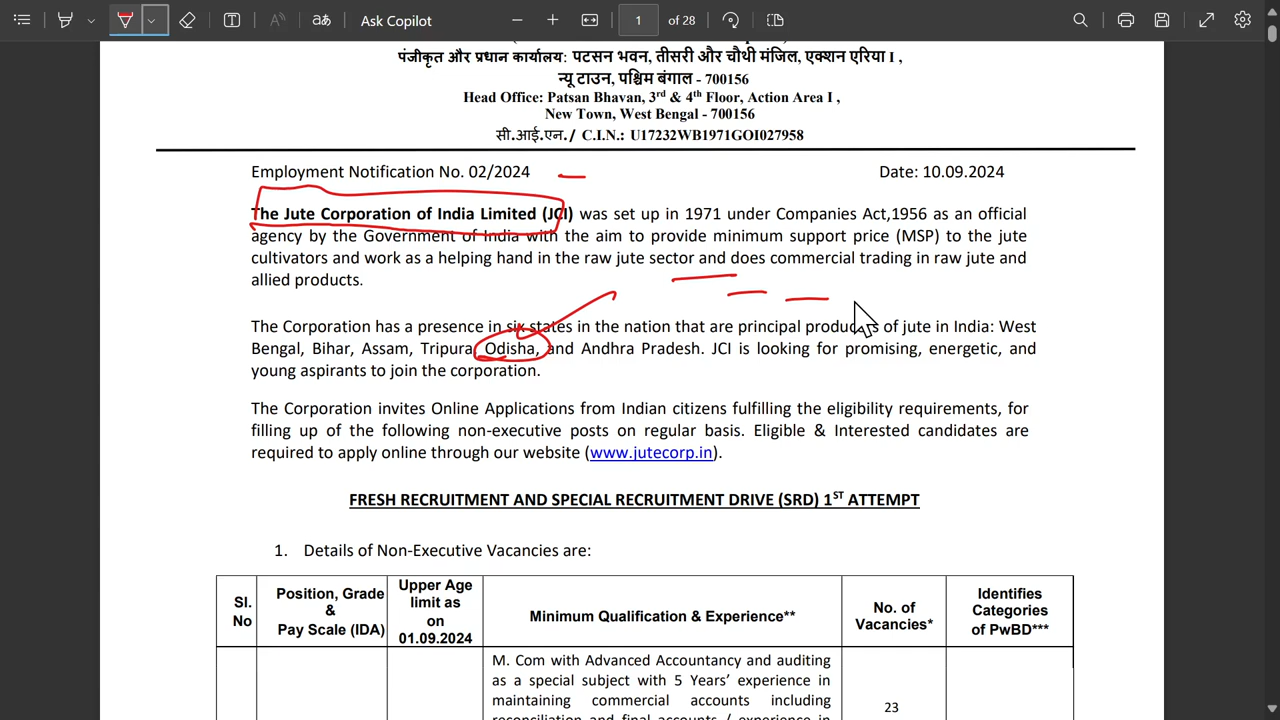 Ask Copilot
1 of 28
पंजीकृत और प्रधान कार्यालय: पटसन भवन, तीसरी और चौथी मंजिल, एक्शन एरिया I ,
न्यू टाउन, पश्चिम बंगाल - 700156
Head Office: Patsan Bhavan, 3rd & 4th Floor, Action Area I ,
New Town, West Bengal - 700156
सी.आई.एन./ C.I.N.: U17232WB1971GOI027958
Employment Notification No. 02/2024 Date: 10.09.2024
The Jute Corporation of India Limited (JCI) was set up in 1971 under Companies Act,1956 as an official
agency by the Government of India with the aim to provide minimum support price (MSP) to the jute
cultivators and work as a helping hand in the raw jute sector and does commercial trading in raw jute and
allied products.
The Corporation has a presence in six states in the nation that are principal producers of jute in India: West
Bengal, Bihar, Assam, Tripura, Odisha, and Andhra Pradesh. JCI is looking for promising, energetic, and
young aspirants to join the corporation.
The Corporation invites Online Applications from Indian citizens fulfilling the eligibility requirements, for
filling up of the following non-executive posts on regular basis. Eligible & Interested candidates are
required to apply online through our website (www.jutecorp.in).
FRESH RECRUITMENT AND SPECIAL RECRUITMENT DRIVE (SRD) 1ST ATTEMPT
1. Details of Non-Executive Vacancies are:
Sl. No
Position, Grade
&
Pay Scale (IDA)
Upper Age
limit as
on
01.09.2024
Minimum Qualification & Experience**
No. of
Vacancies*
Identifies
Categories
of PwBD***
M. Com with Advanced Accountancy and auditing
as a special subject with 5 Years' experience in
maintaining commercial accounts including
reconciliation and final accounts / experience in
23